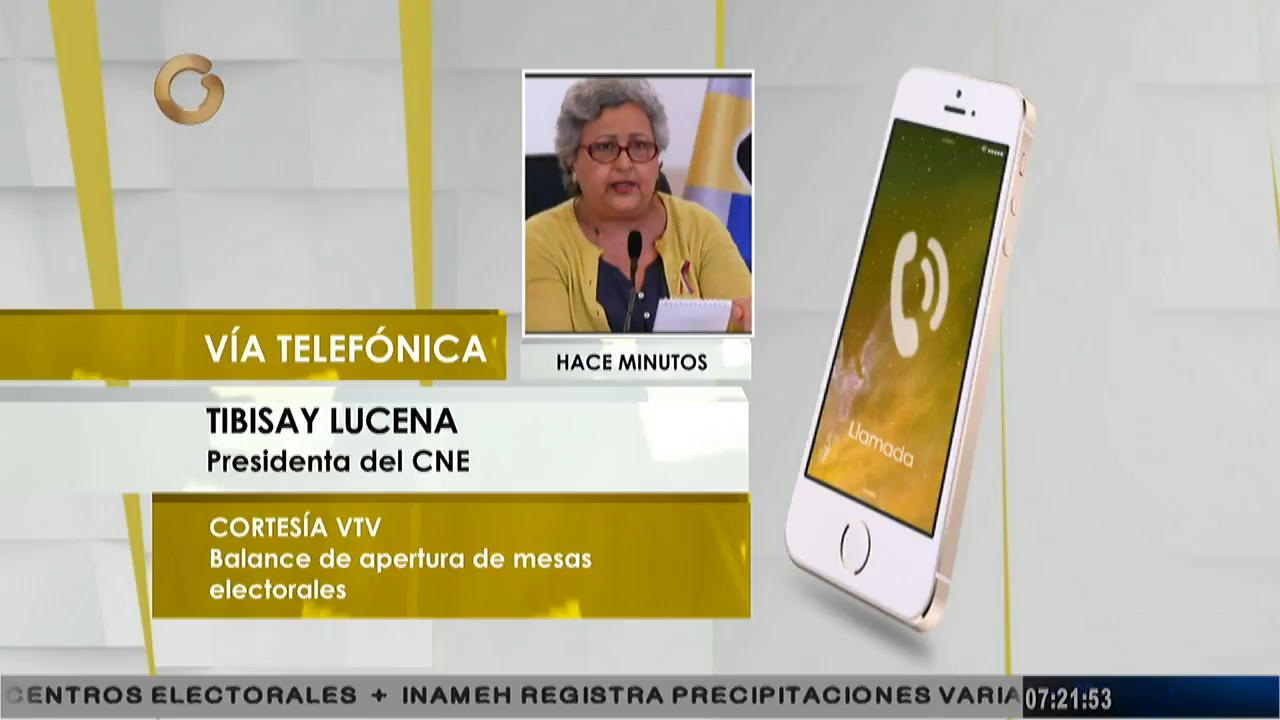 VÍA TELEFÓNICA
HACE MINUTOS
TIBISAY LUCENA
Presidenta del CNE
CORTESÍA VTV
Balance de apertura de mesas
electorales
Llamada
CENTROS ELECTORALES + INAMEH REGISTRA PRECIPITACIONES VARIA
07:21:53